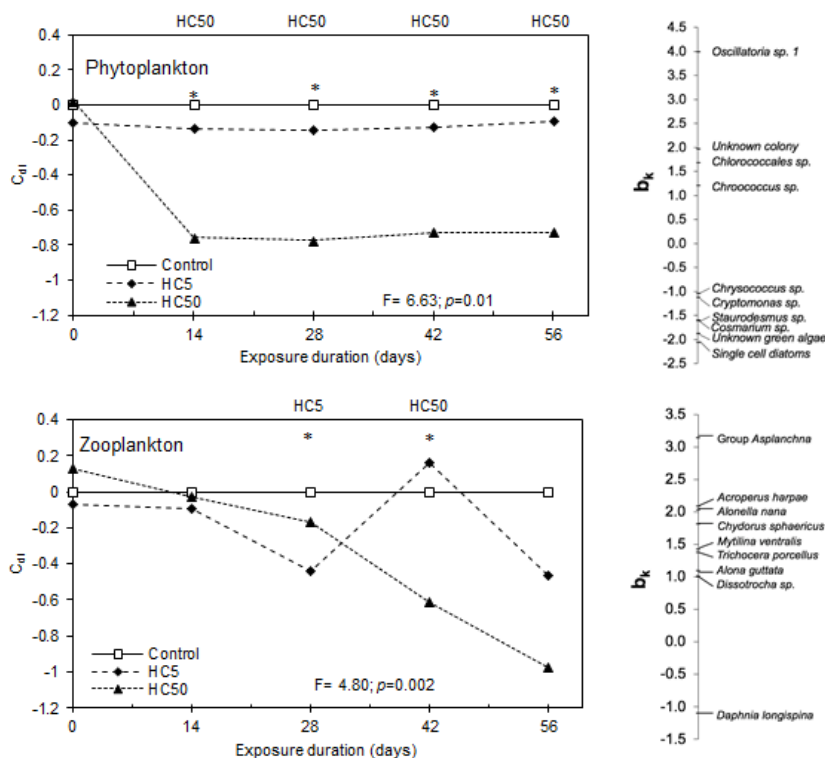 HC50 HC50 HC50 HC50
0.4
0.2
0
-0.2
-0.4
-0.6
-0.8
-1
-1.2
Cdl
Phytoplankton
* * * *
Control
HC5
HC50
F= 6.63; p=0.01
0 14 28 42 56
Exposure duration (days)
4.5
4.0
3.5
3.0
2.5
2.0
1.5
1.0
0.5
0.0
-0.5
-1.0
-1.5
-2.0
-2.5
bk
Oscillatoria sp. 1
Unknown colony
Chlorococcales sp.
Chroococcus sp.
Chrysococcus sp.
Cryptomonas sp.
Staurodesmus sp.
Cosmarium sp.
Unknown green algae
Single cell diatoms
HC5 HC50
0.4
0.2
0
-0.2
-0.4
-0.6
-0.8
-1
-1.2
Cdl
Zooplankton
* *
Control
HC5
HC50
F= 4.80; p=0.002
0 14 28 42 56
Exposure duration (days)
3.5
3.0
2.5
2.0
1.5
1.0
0.5
0.0
-0.5
-1.0
-1.5
bk
Group Asplanchna
Acroperus harpae
Alonella nana
Chydorus sphaericus
Mytilina ventralis
Trichocera porcellus
Alona guttata
Dissotrocha sp.
Daphnia longispina